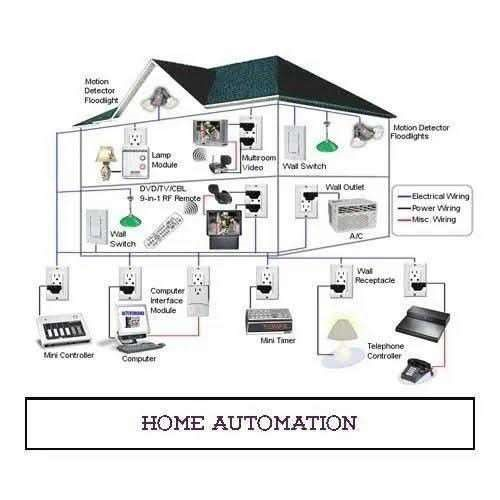 Motion
Detector
Floodlight
Motion Detector
Floodlights
Lamp
Module
Multiroom
Video
Wall Switch
DVD/TV/CBL
9-in-1 RF Remote
Wall Outlet
Electrical Wiring
Power Wiring
Misc. Wiring
Wall
Switch
A/C
Computer
Interface
Module
Wall
Receptacle
Mini Controller
Computer
Mini Timer
Telephone
Controller
HOME AUTOMATION